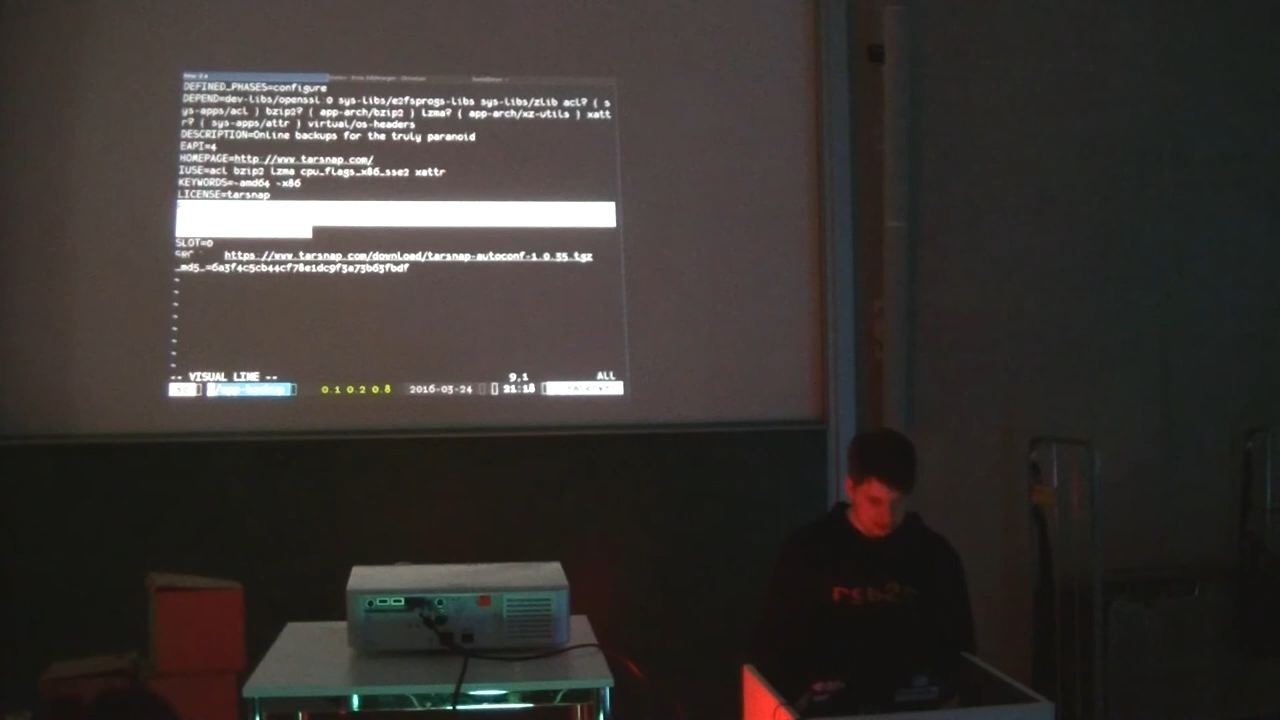 DEFINED_PHASES=configure
DEPEND=dev-libs/openssl 0 sys-libs/e2fsprogs-libs sys-libs/zlib acl? ( s
ys-apps/acl ) bzip2? ( app-arch/bzip2 ) lzma? ( app-arch/xz-utils ) xatt
r? ( sys-apps/attr ) virtual/os-headers
DESCRIPTION=Online backups for the truly paranoid
EAPI=4
HOMEPAGE=http://www.tarsnap.com/
IUSE=acl bzip2 lzma cpu_flags_x86_sse2 xattr
KEYWORDS=~amd64 ~x86
LICENSE=tarsnap
SLOT=0
https://www.tarsnap.com/download/tarsnap-autoconf-1.0.35.tgz
_md5_=6a3f4c5cb44cf78e1dc9f3a73b63fbdf
~
~
~
~
~
~
~
~
-- VISUAL LINE -- 9,1 ALL
0.1 0.2 0.8 2016-03-24 21:18